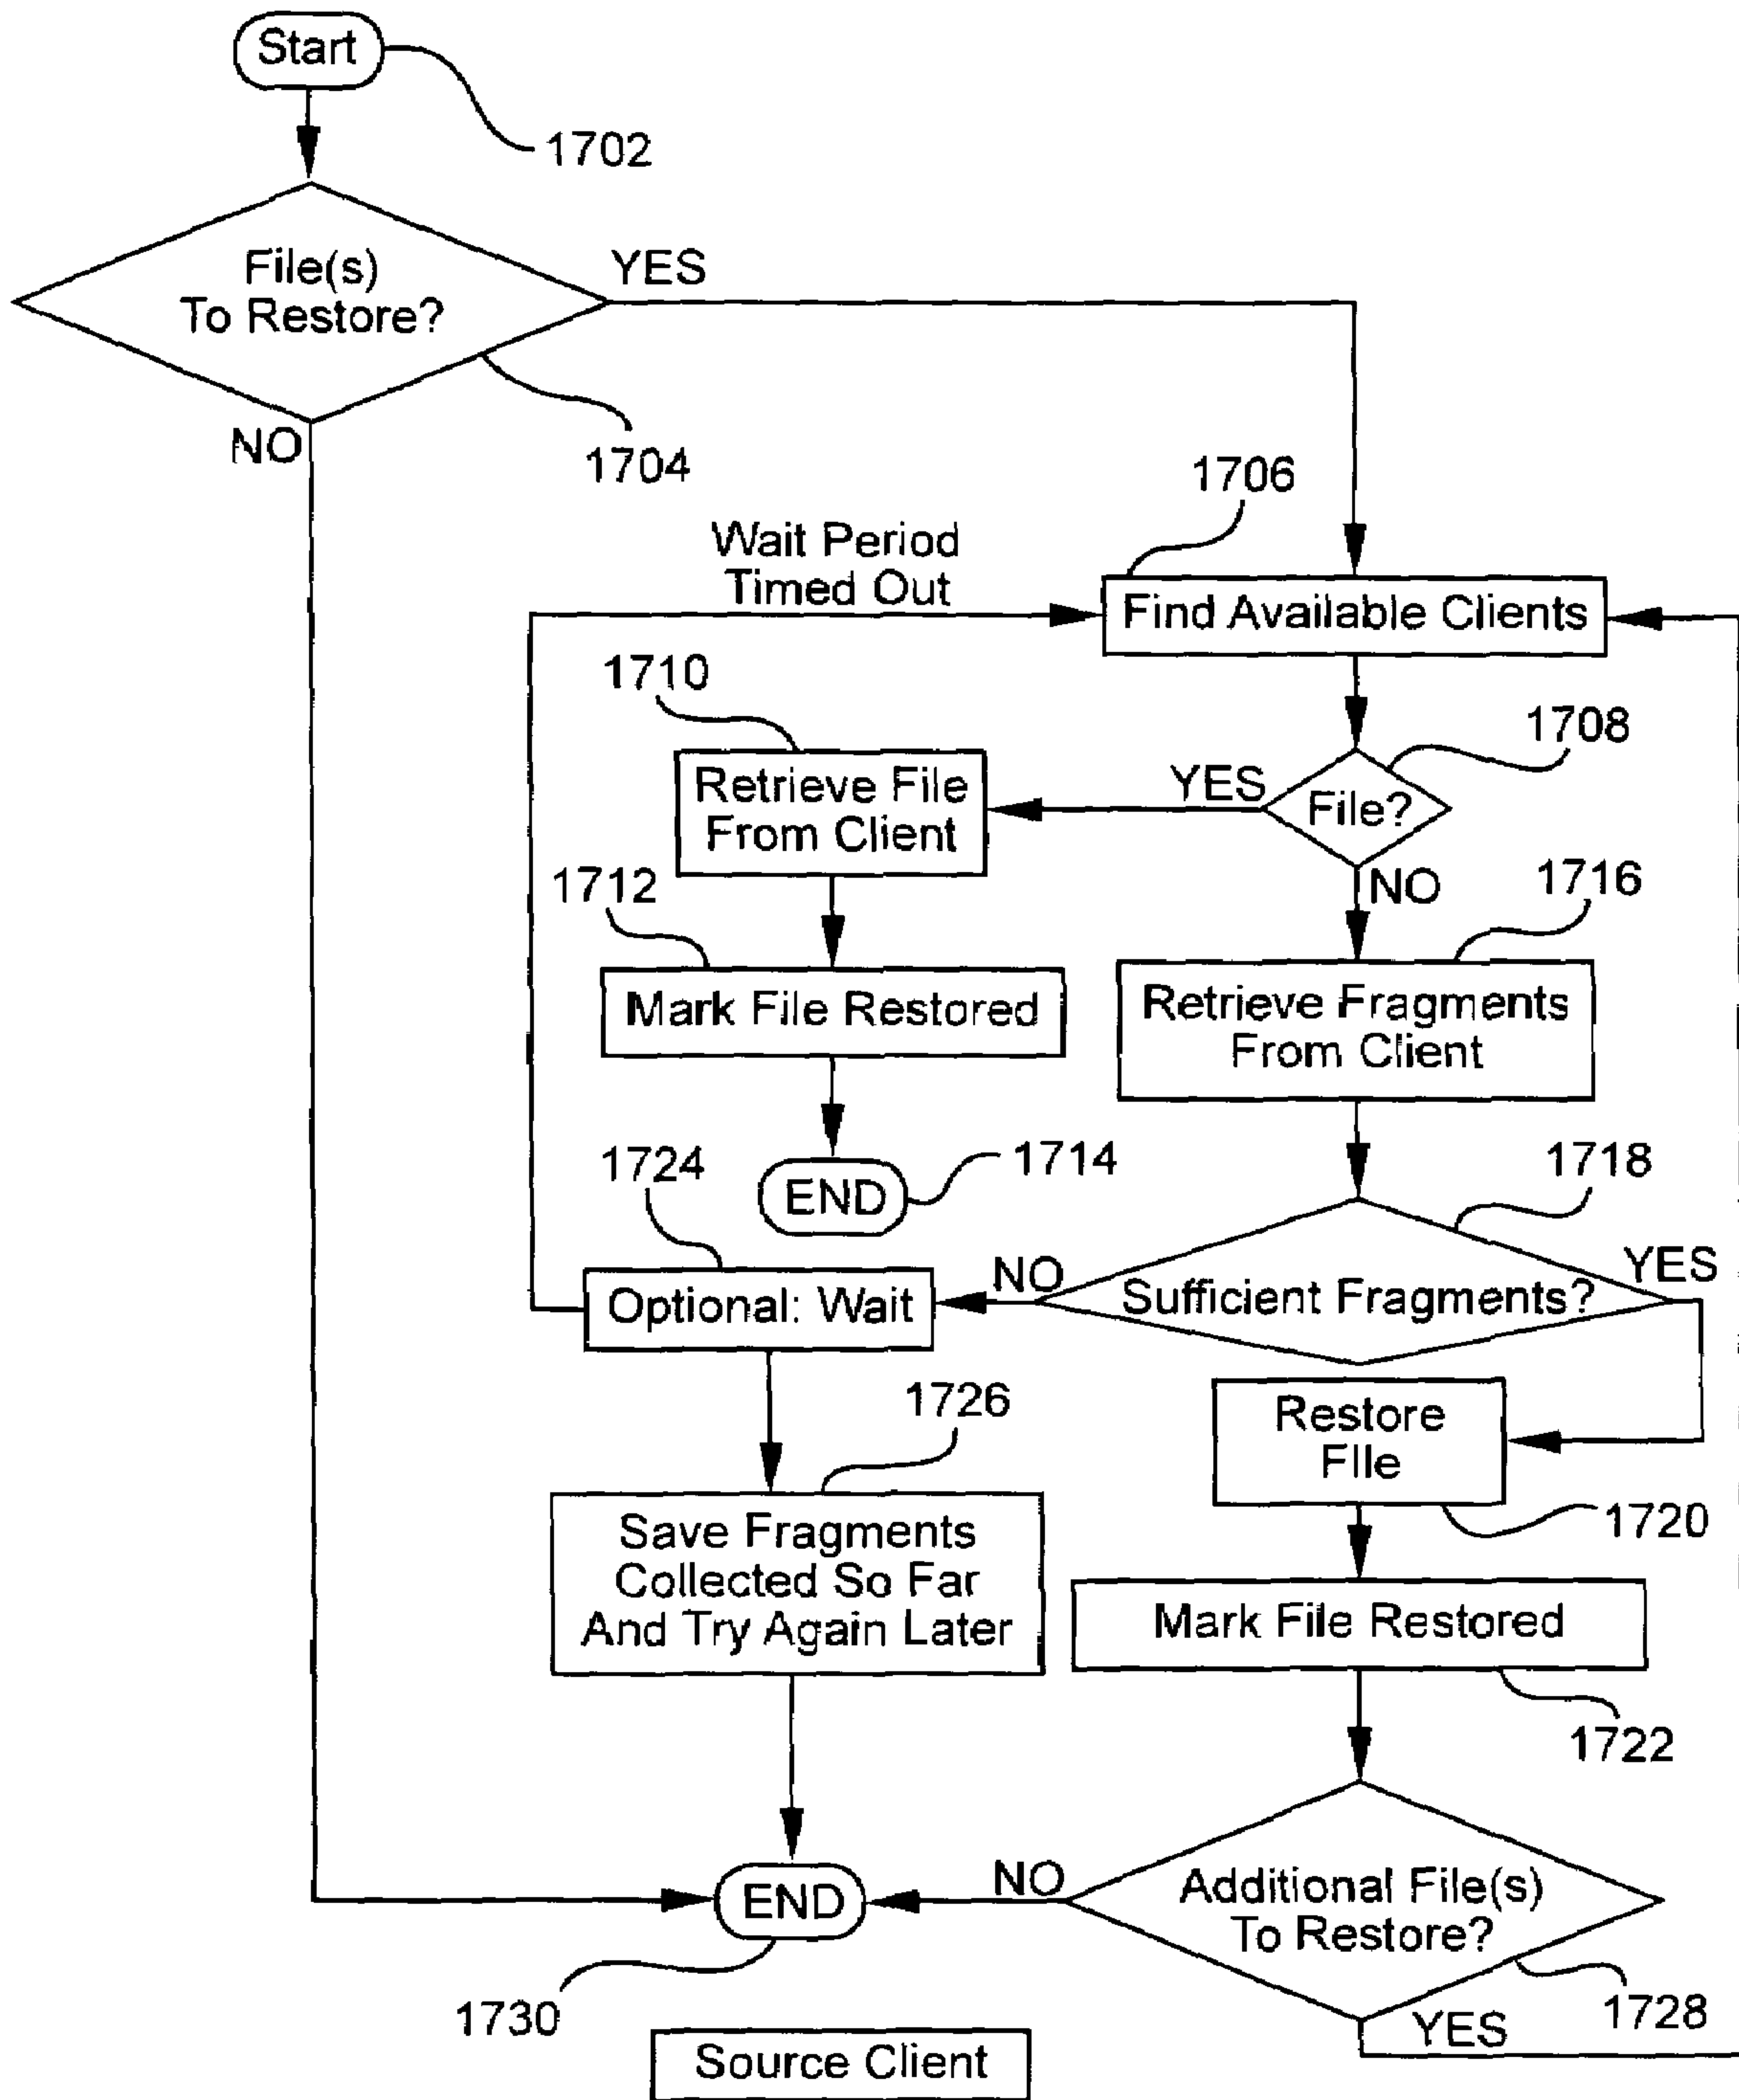 Start
1702
File(s)
To Restore?
YES
NO
1704
1706
Wait Period
Timed Out
Find Available Clients
1710
1708
Retrieve File
From Client
YES
File?
NO
1712
1716
Mark File Restored
Retrieve Fragments
From Client
1724
END
1714
1718
Optional: Wait
NO
Sufficient Fragments?
YES
1726
Restore
FIle
1720
Save Fragments
Collected So Far
And Try Again Later
Mark File Restored
1722
END
NO
Additional File(s)
To Restore?
1730
1728
YES
Source Client